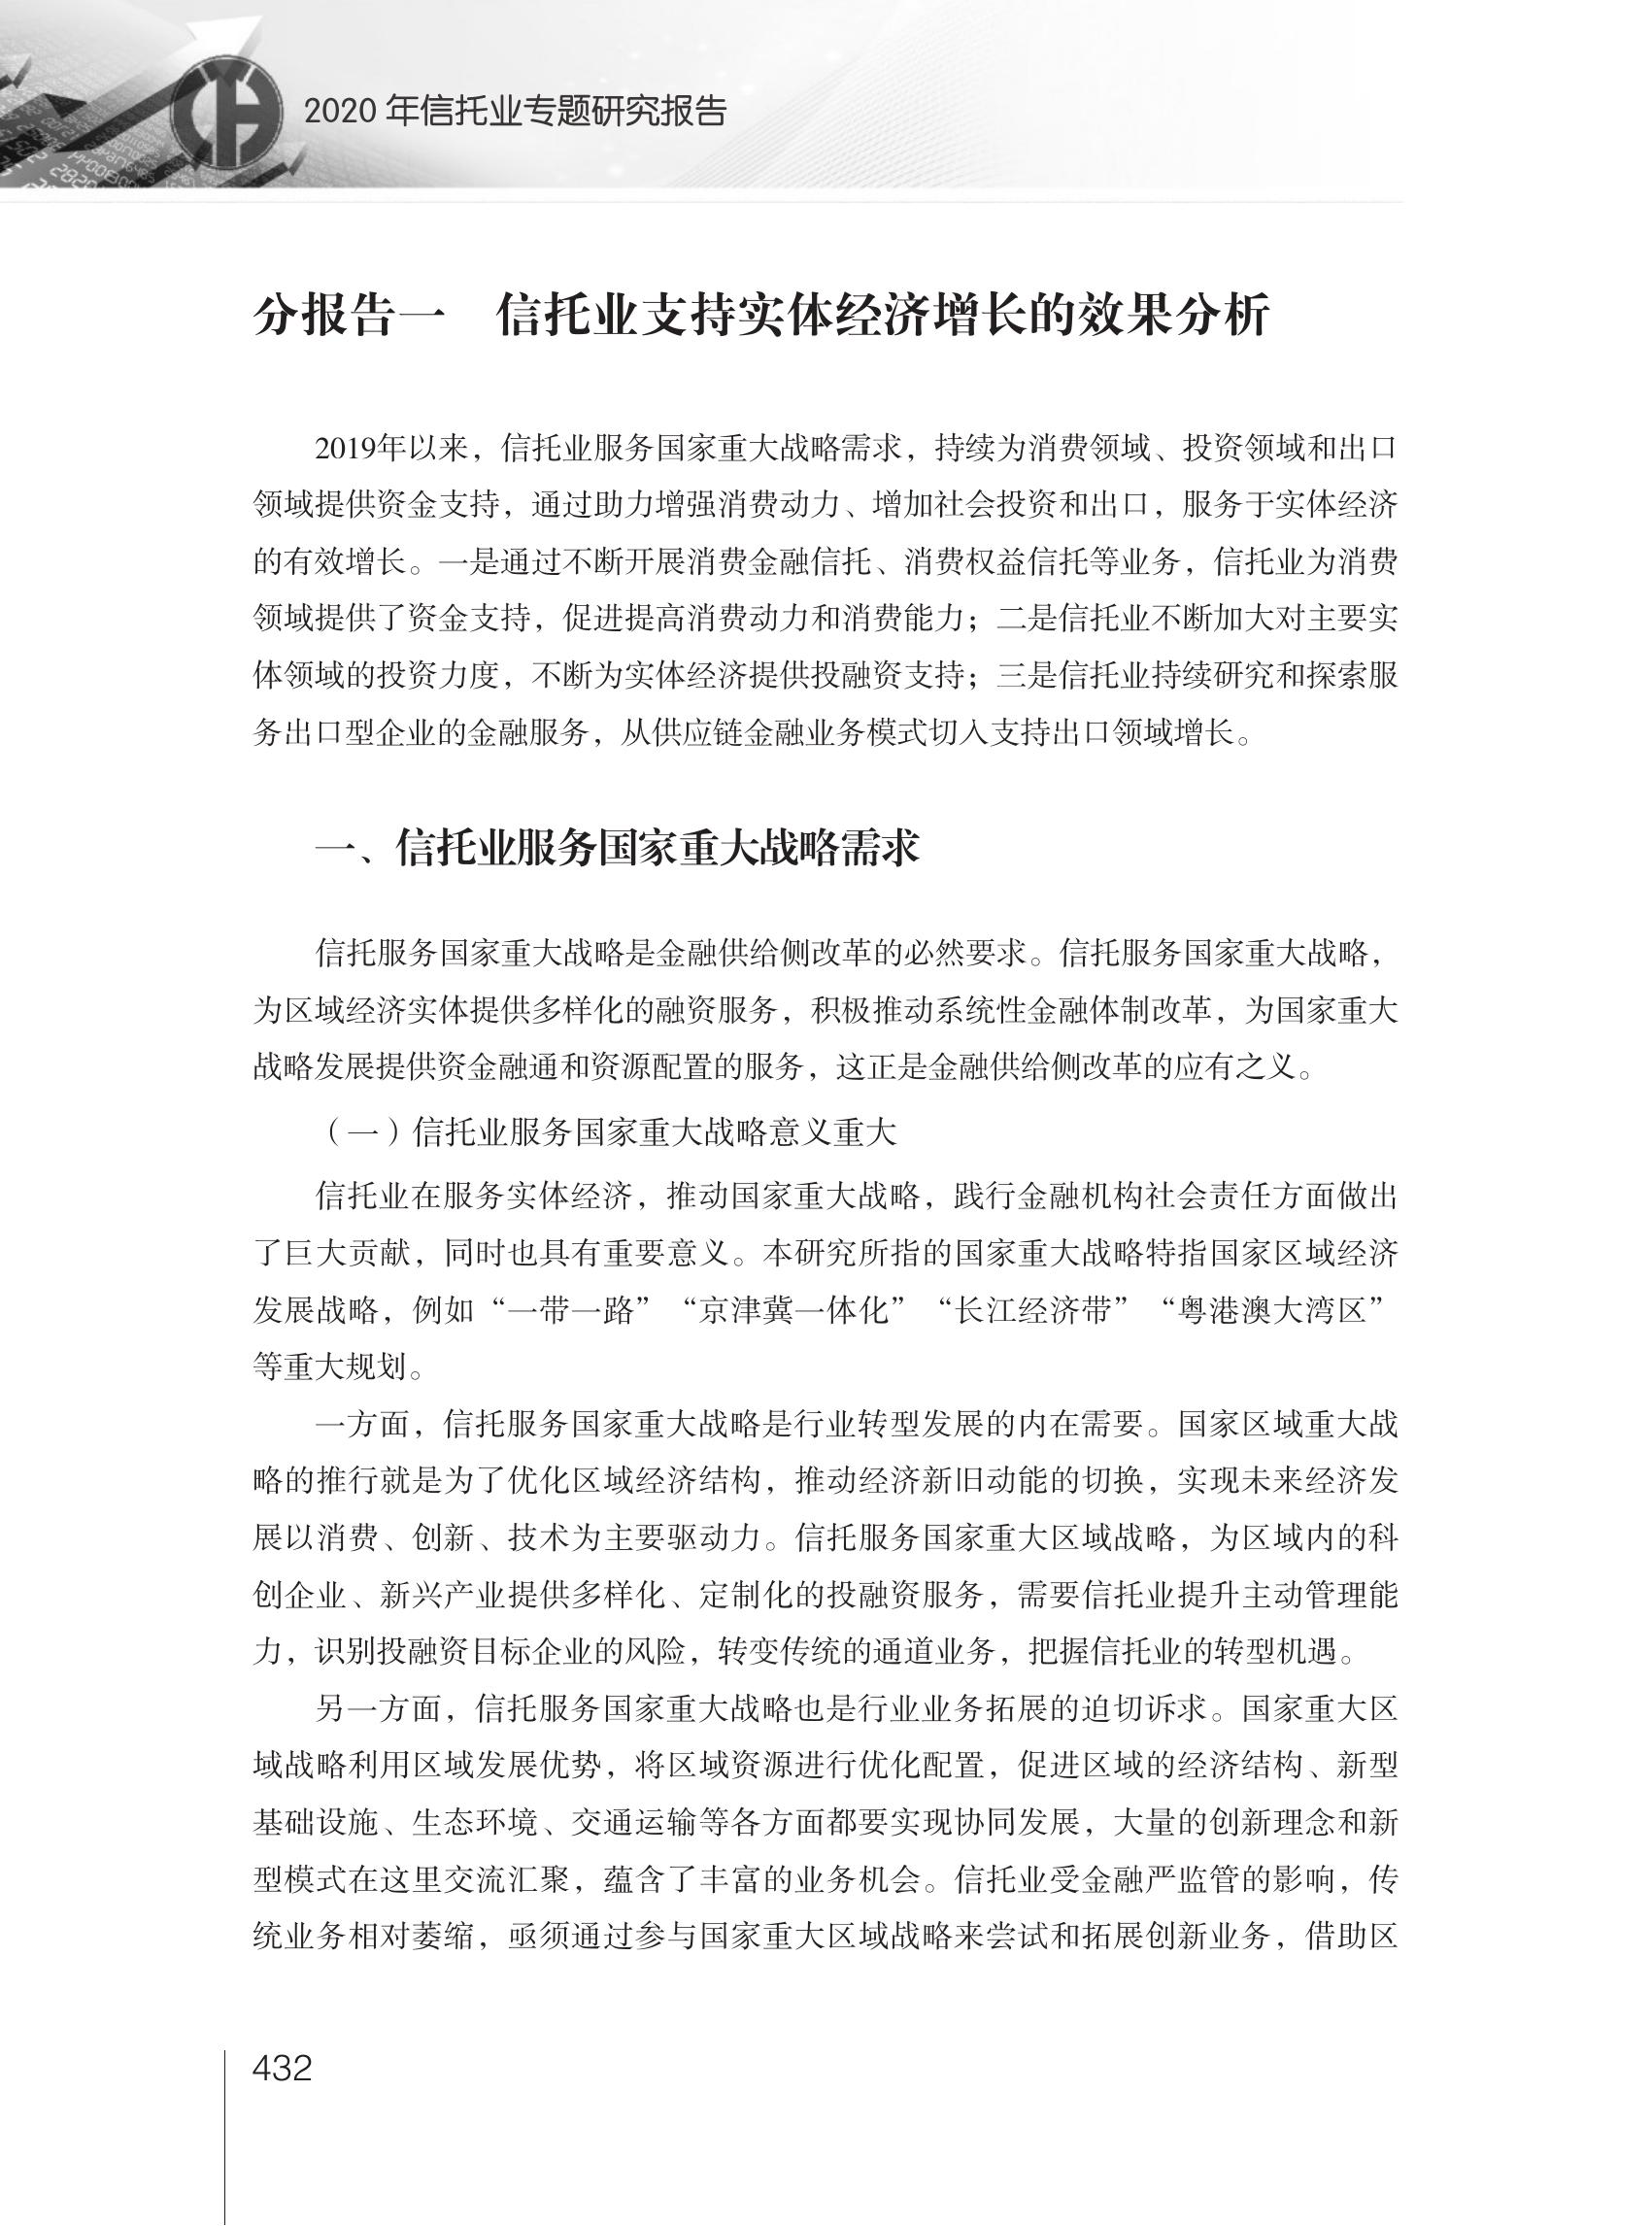 2020 年信托业专题研究报告
分报告一　信托业支持实体经济增长的效果分析
2019年以来，信托业服务国家重大战略需求，持续为消费领域、投资领域和出口
领域提供资金支持，通过助力增强消费动力、增加社会投资和出口，服务于实体经济
的有效增长。一是通过不断开展消费金融信托、消费权益信托等业务，信托业为消费
领域提供了资金支持，促进提高消费动力和消费能力；二是信托业不断加大对主要实
体领域的投资力度，不断为实体经济提供投融资支持；三是信托业持续研究和探索服
务出口型企业的金融服务，从供应链金融业务模式切入支持出口领域增长。
一、信托业服务国家重大战略需求
信托服务国家重大战略是金融供给侧改革的必然要求。信托服务国家重大战略，
为区域经济实体提供多样化的融资服务，积极推动系统性金融体制改革，为国家重大
战略发展提供资金融通和资源配置的服务，这正是金融供给侧改革的应有之义。
（一）信托业服务国家重大战略意义重大
信托业在服务实体经济，推动国家重大战略，践行金融机构社会责任方面做出
了巨大贡献，同时也具有重要意义。本研究所指的国家重大战略特指国家区域经济
发展战略，例如“一带一路”“京津冀一体化”“长江经济带”“粤港澳大湾区”
等重大规划。
一方面，信托服务国家重大战略是行业转型发展的内在需要。国家区域重大战
略的推行就是为了优化区域经济结构，推动经济新旧动能的切换，实现未来经济发
展以消费、创新、技术为主要驱动力。信托服务国家重大区域战略，为区域内的科
创企业、新兴产业提供多样化、定制化的投融资服务，需要信托业提升主动管理能
力，识别投融资目标企业的风险，转变传统的通道业务，把握信托业的转型机遇。
另一方面，信托服务国家重大战略也是行业业务拓展的迫切诉求。国家重大区
域战略利用区域发展优势，将区域资源进行优化配置，促进区域的经济结构、新型
基础设施、生态环境、交通运输等各方面都要实现协同发展，大量的创新理念和新
型模式在这里交流汇聚，蕴含了丰富的业务机会。信托业受金融严监管的影响，传
统业务相对萎缩，亟须通过参与国家重大区域战略来尝试和拓展创新业务，借助区
432